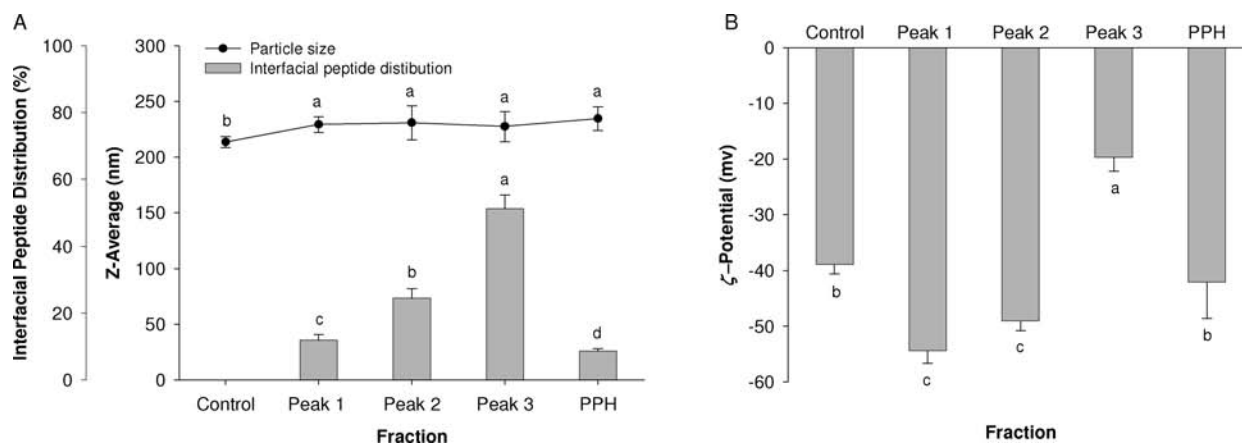 A
Interfacial Peptide Distribution (%)
100
80
60
40
20
0
Z-Average (nm)
300
250
200
150
100
50
0
Particle size
Interfacial peptide distibution
b
a
a
a
a
c
b
a
d
Control Peak 1 Peak 2 Peak 3 PPH
Fraction
B
Control Peak 1 Peak 2 Peak 3 PPH
ζ–Potential (mv)
0
-10
-20
-30
-40
-50
-60
b
c
c
a
b
Fraction